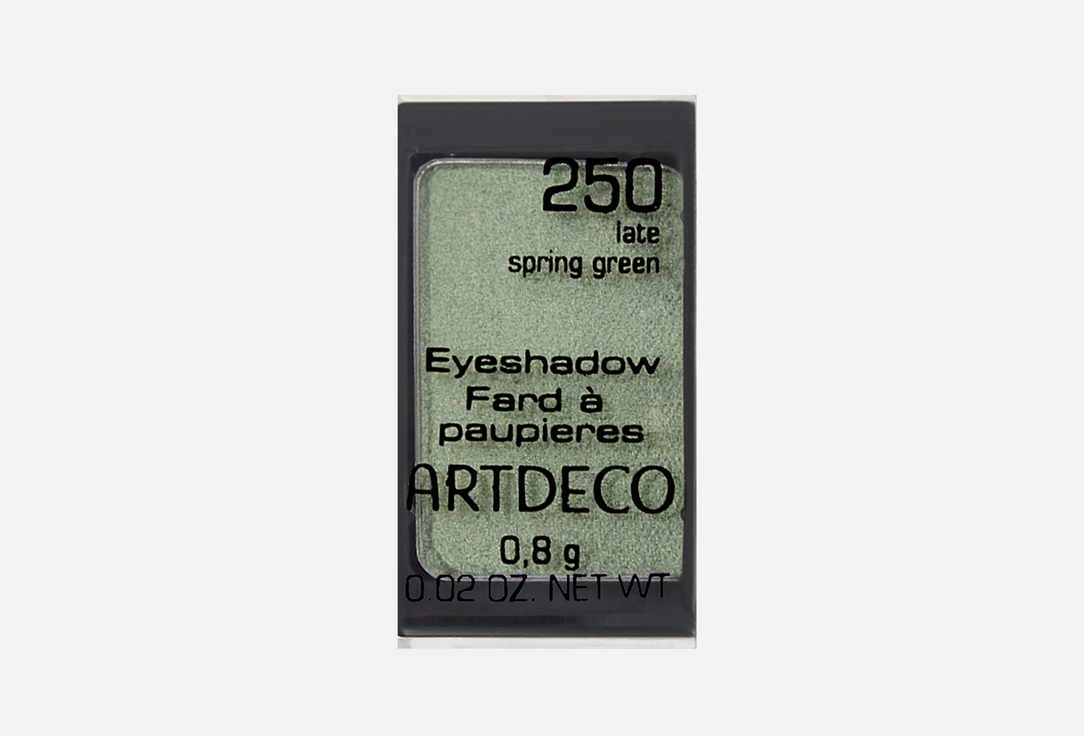 250
late
spring green
Eyeshadow
Fard à
paupieres
ARTDECO
0,8 g
0.02 OZ. NET WT